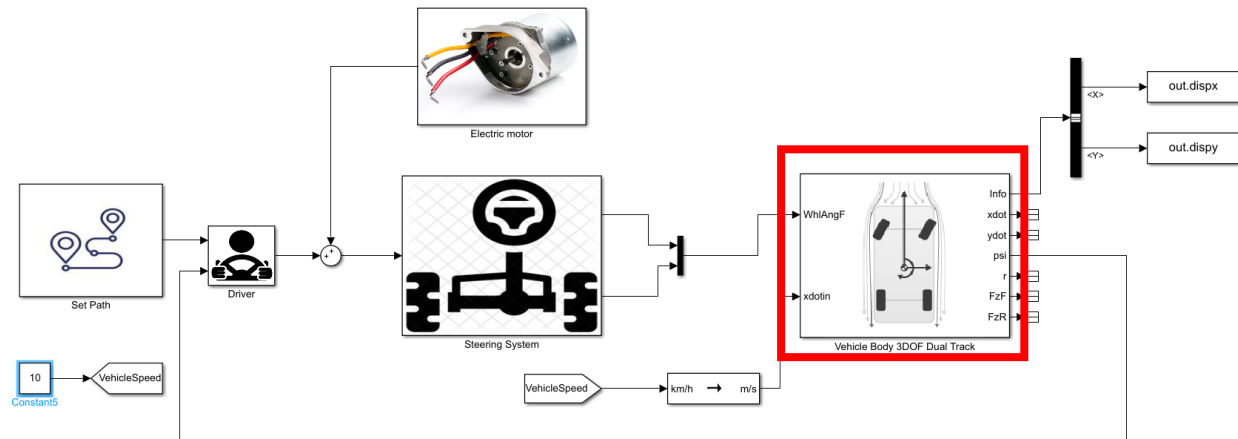 Electric motor
<X>
out.dispx
<Y>
out.dispy
Set Path
Driver
++
Steering System
WhlAngF
xdotin
Info
xdot
ydot
psi
r
FzF
FzR
Vehicle Body 3DOF Dual Track
10
Constant5
VehicleSpeed
VehicleSpeed
km/h
m/s